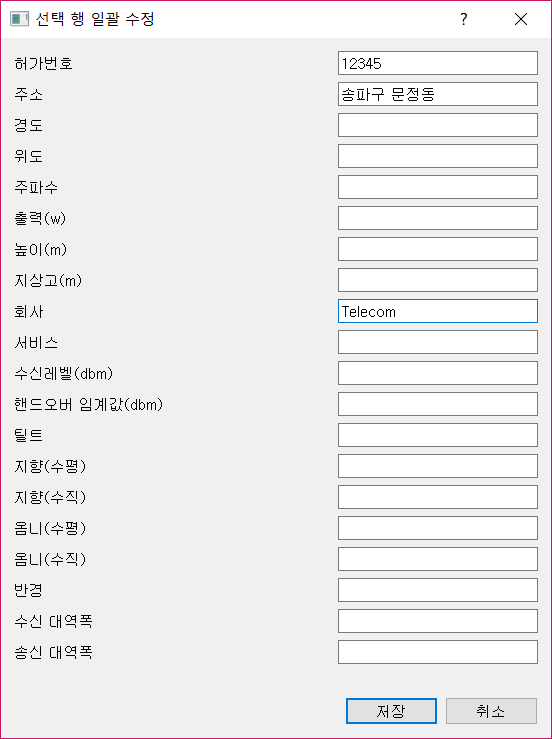 선택 행 일괄 수정 ?
허가번호 12345
주소 송파구 문정동
경도
위도
주파수
출력(w)
높이(m)
지상고(m)
회사 Telecom
서비스
수신레벨(dbm)
핸드오버 임계값(dbm)
틸트
지향(수평)
지향(수직)
옴니(수평)
옴니(수직)
반경
수신 대역폭
송신 대역폭
저장 취소